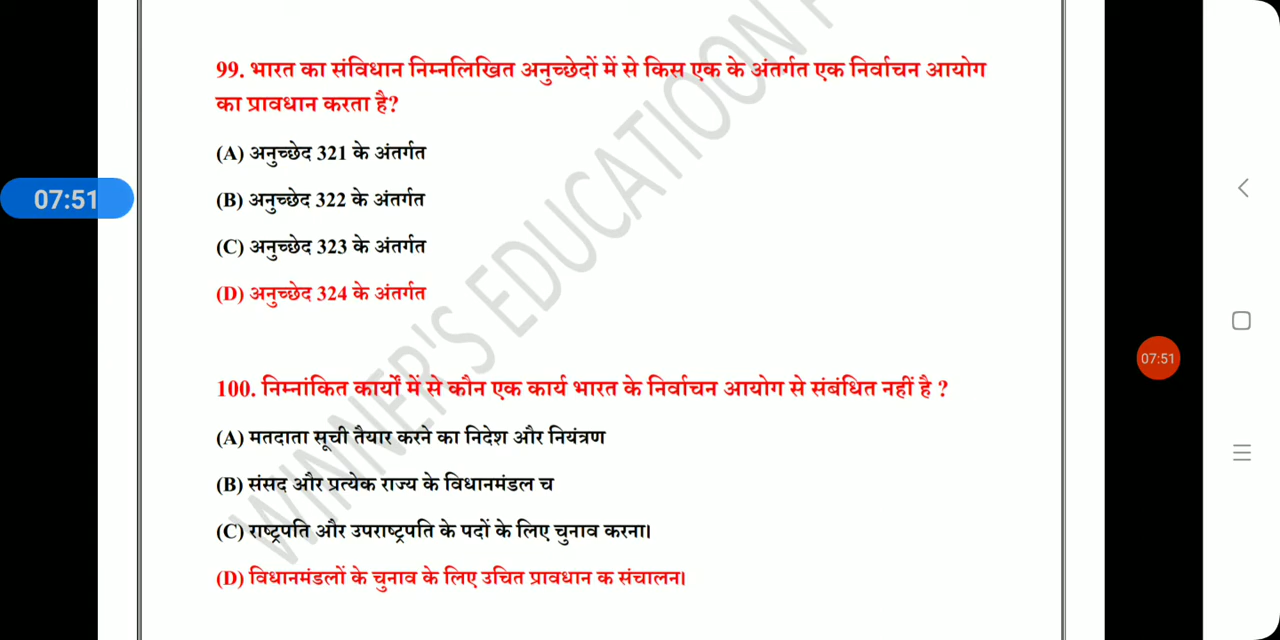 99. भारत का संविधान निम्नलिखित अनुच्छेदों में से किस एक के अंतर्गत एक निर्वाचन आयोग
का प्रावधान करता है?
(A) अनुच्छेद 321 के अंतर्गत
(B) अनुच्छेद 322 के अंतर्गत
07:51
(C) अनुच्छेद 323 के अंतर्गत
(D) अनुच्छेद 324 के अंतर्गत
07:51
100. निम्नांकित कार्यों में से कौन एक कार्य भारत के निर्वाचन आयोग से संबंधित नहीं है ?
(A) मतदाता सूची तैयार करने का निदेश और नियंत्रण
(B) संसद और प्रत्येक राज्य के विधानमंडल च
(C) राष्ट्रपति और उपराष्ट्रपति के पदों के लिए चुनाव करना।
(D) विधानमंडलों के चुनाव के लिए उचित प्रावधान क संचालन।
WINNER'S EDUCATIOON